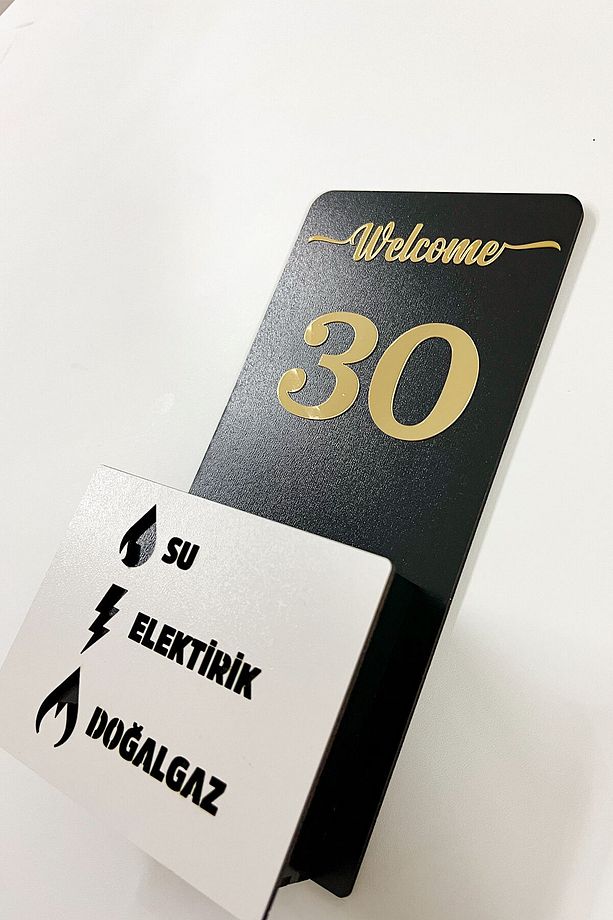 Welcome
30
SU
ELEKTİRİK
DOĞALGAZ